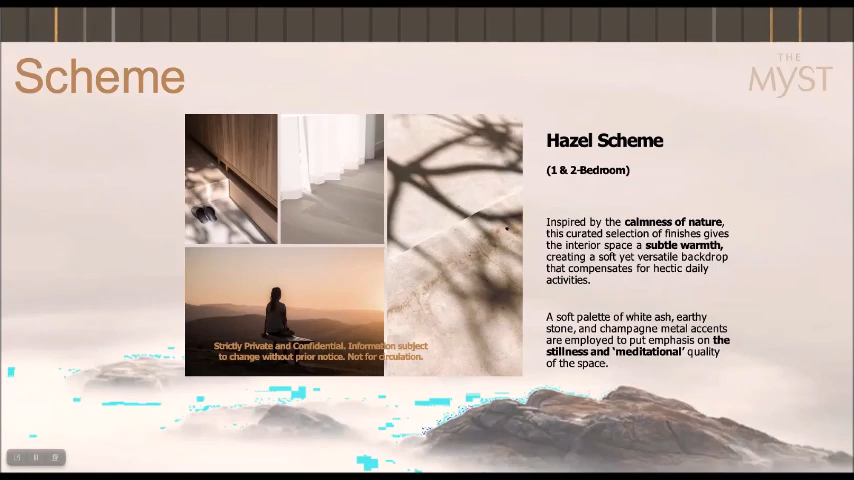 Scheme
THE
MYST
Hazel Scheme
(1 & 2-Bedroom)
Inspired by the calmness of nature,
this curated selection of finishes gives
the interior space a subtle warmth,
creating a soft yet versatile backdrop
that compensates for hectic daily
activities.
A soft palette of white ash, earthy
stone, and champagne metal accents
are employed to put emphasis on the
stillness and ‘meditational’ quality
of the space.
Strictly Private and Confidential. Information subject
to change without prior notice. Not for circulation.